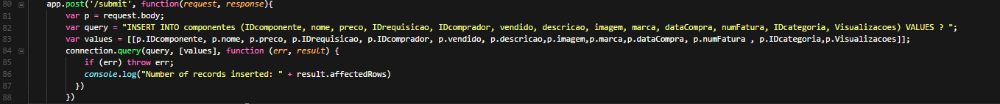 80 app.post('/submit', function(request, response){
81 var p = request.body;
82 var query = "INSERT INTO componentes (IDcomponente, nome, preco, IDrequisicao, IDcomprador, vendido, descricao, imagem, marca, dataCompra, numFatura, IDcategoria, Visualizacoes) VALUES ? ";
83 var values = [[p.IDcomponente, p.nome, p.preco, p.IDrequisicao, p.IDcomprador, p.vendido, p.descricao,p.imagem,p.marca,p.dataCompra, p.numFatura , p.IDcategoria,p.Visualizacoes]];
84 connection.query(query, [values], function (err, result) {
85 if (err) throw err;
86 console.log("Number of records inserted: " + result.affectedRows)
87 })
88 })